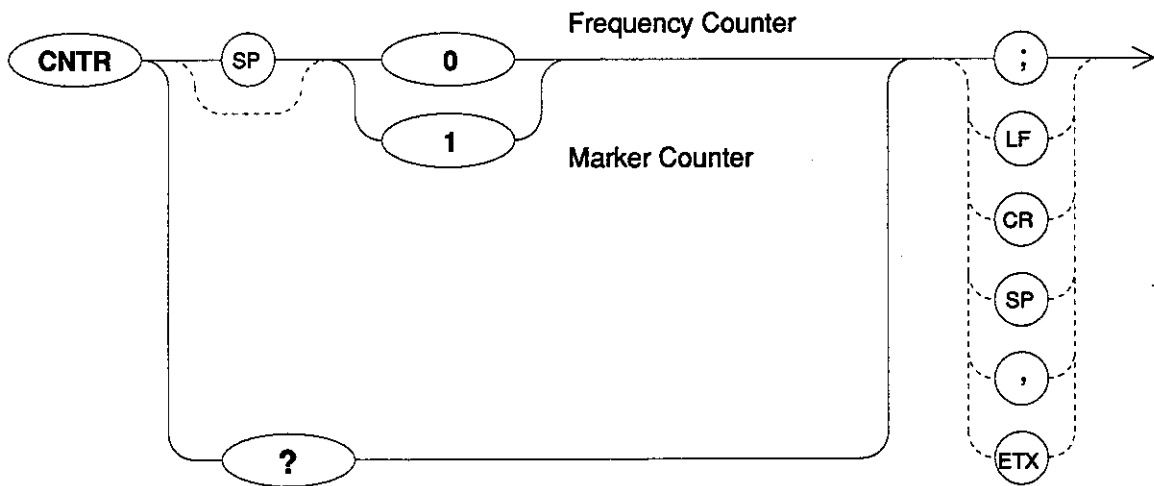 Frequency Counter
CNTR SP 0 ;
1 LF
Marker Counter
CR
SP
,
? ETX